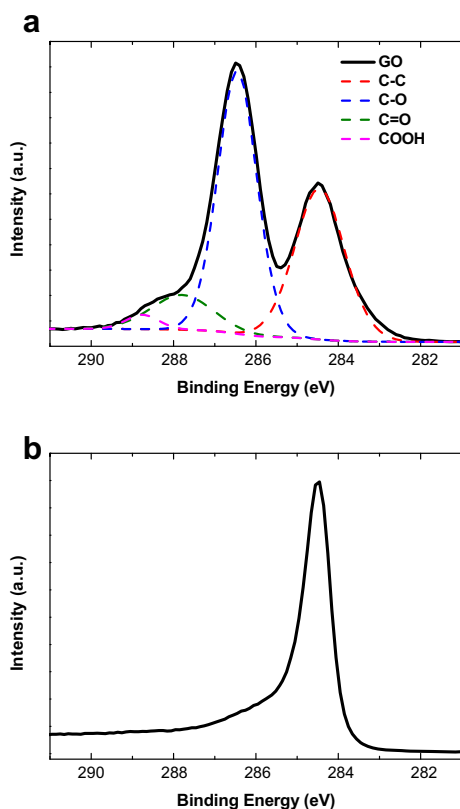 a
GO
C-C
C-O
C=O
COOH
Intensity (a.u.)
290 288 286 284 282
Binding Energy (eV)
b
Intensity (a.u.)
290 288 286 284 282
Binding Energy (eV)